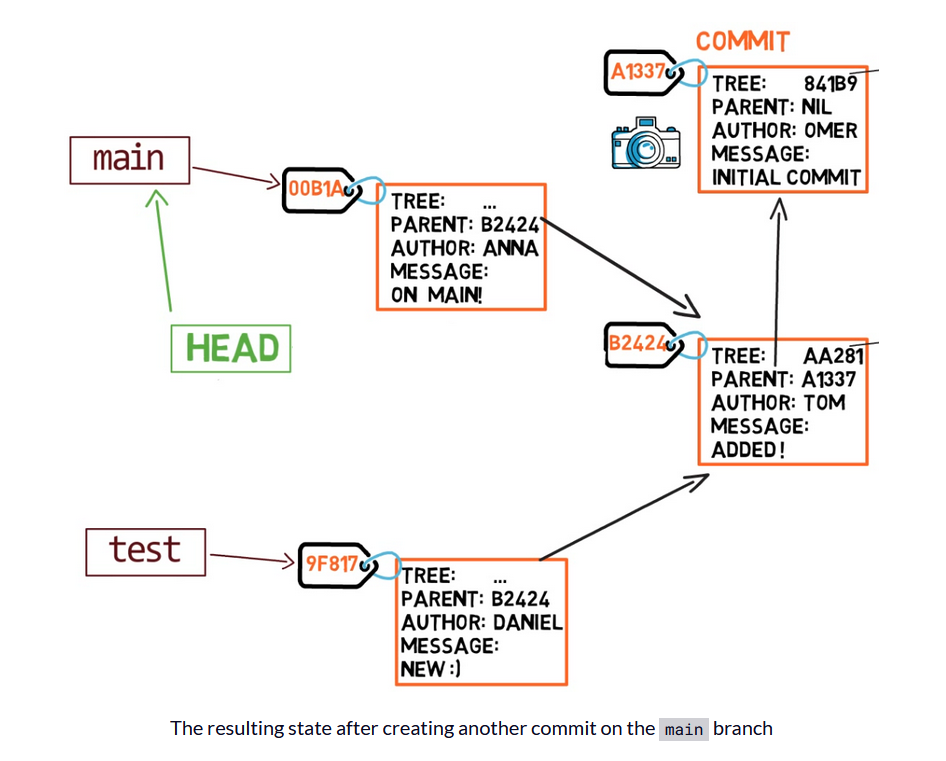 COMMIT
A1337
TREE: 841B9
PARENT: NIL
AUTHOR: OMER
MESSAGE:
INITIAL COMMIT
main
00B1A
TREE: ...
PARENT: B2424
AUTHOR: ANNA
MESSAGE:
ON MAIN!
HEAD
B2424
TREE: AA281
PARENT: A1337
AUTHOR: TOM
MESSAGE:
ADDED!
test
9F817
TREE: ...
PARENT: B2424
AUTHOR: DANIEL
MESSAGE:
NEW :)
The resulting state after creating another commit on the main branch